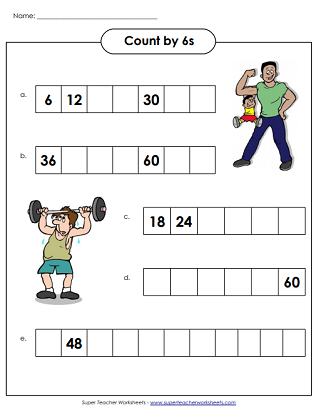 Name: ______________________________
Count by 6s
a. 6 12 30
b. 36 60
c. 18 24
d. 60
e. 48
Super Teacher Worksheets - www.superteacherworksheets.com